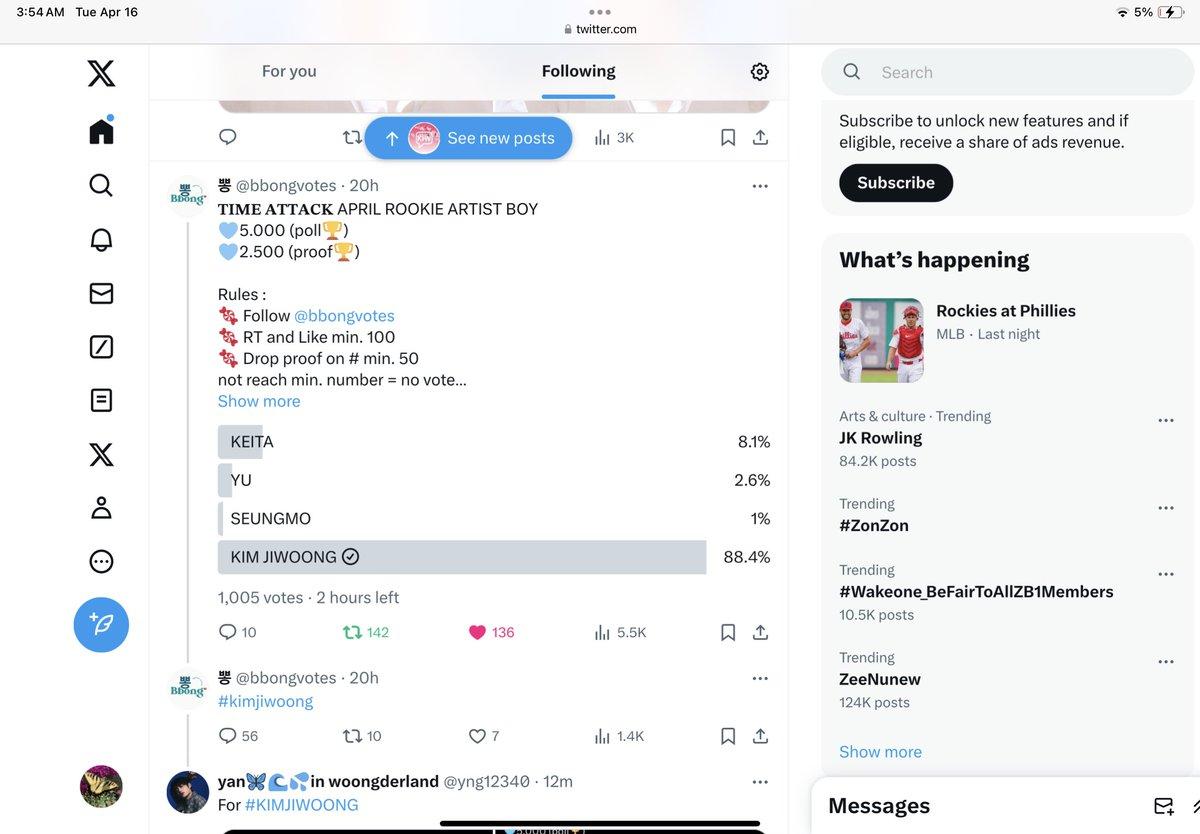 3:54 AM Tue Apr 16
5%
twitter.com
For you
Following
Search
See new posts
3K
Subscribe to unlock new features and if
eligible, receive a share of ads revenue.
Subscribe
뽕 @bbongvotes · 20h
𝐓𝐈𝐌𝐄 𝐀𝐓𝐓𝐀𝐂𝐊 APRIL ROOKIE ARTIST BOY
🩵5.000 (poll🏆)
🩵2.500 (proof🏆)
Rules :
Follow @bbongvotes
RT and Like min. 100
Drop proof on # min. 50
not reach min. number = no vote...
Show more
KEITA 8.1%
YU 2.6%
SEUNGMO 1%
KIM JIWOONG 88.4%
1,005 votes · 2 hours left
10 142 136 5.5K
뽕 @bbongvotes · 20h
#kimjiwoong
56 10 7 1.4K
yan🦋🌊💦in woongderland @yng12340 · 12m
For #KIMJIWOONG
뽕
Bbong
뽕
Bbong
What's happening
Rockies at Phillies
MLB · Last night
Arts & culture · Trending
JK Rowling
84.2K posts
Trending
#ZonZon
Trending
#Wakeone_BeFairToAllZB1Members
10.5K posts
Trending
ZeeNunew
124K posts
Show more
Messages